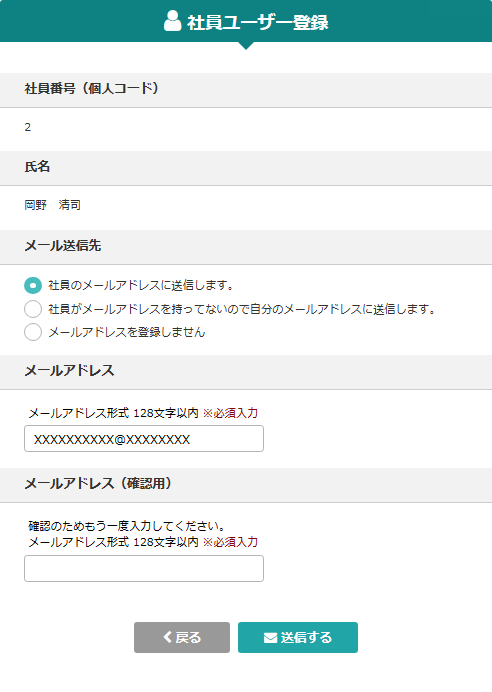 社員ユーザー登録
社員番号（個人コード）
2
氏名
岡野　清司
メール送信先
社員のメールアドレスに送信します。
社員がメールアドレスを持ってないので自分のメールアドレスに送信します。
メールアドレスを登録しません
メールアドレス
メールアドレス形式 128文字以内 ※必須入力
XXXXXXXXXX@XXXXXXXX
メールアドレス（確認用）
確認のためもう一度入力してください。
メールアドレス形式 128文字以内 ※必須入力
戻る
送信する